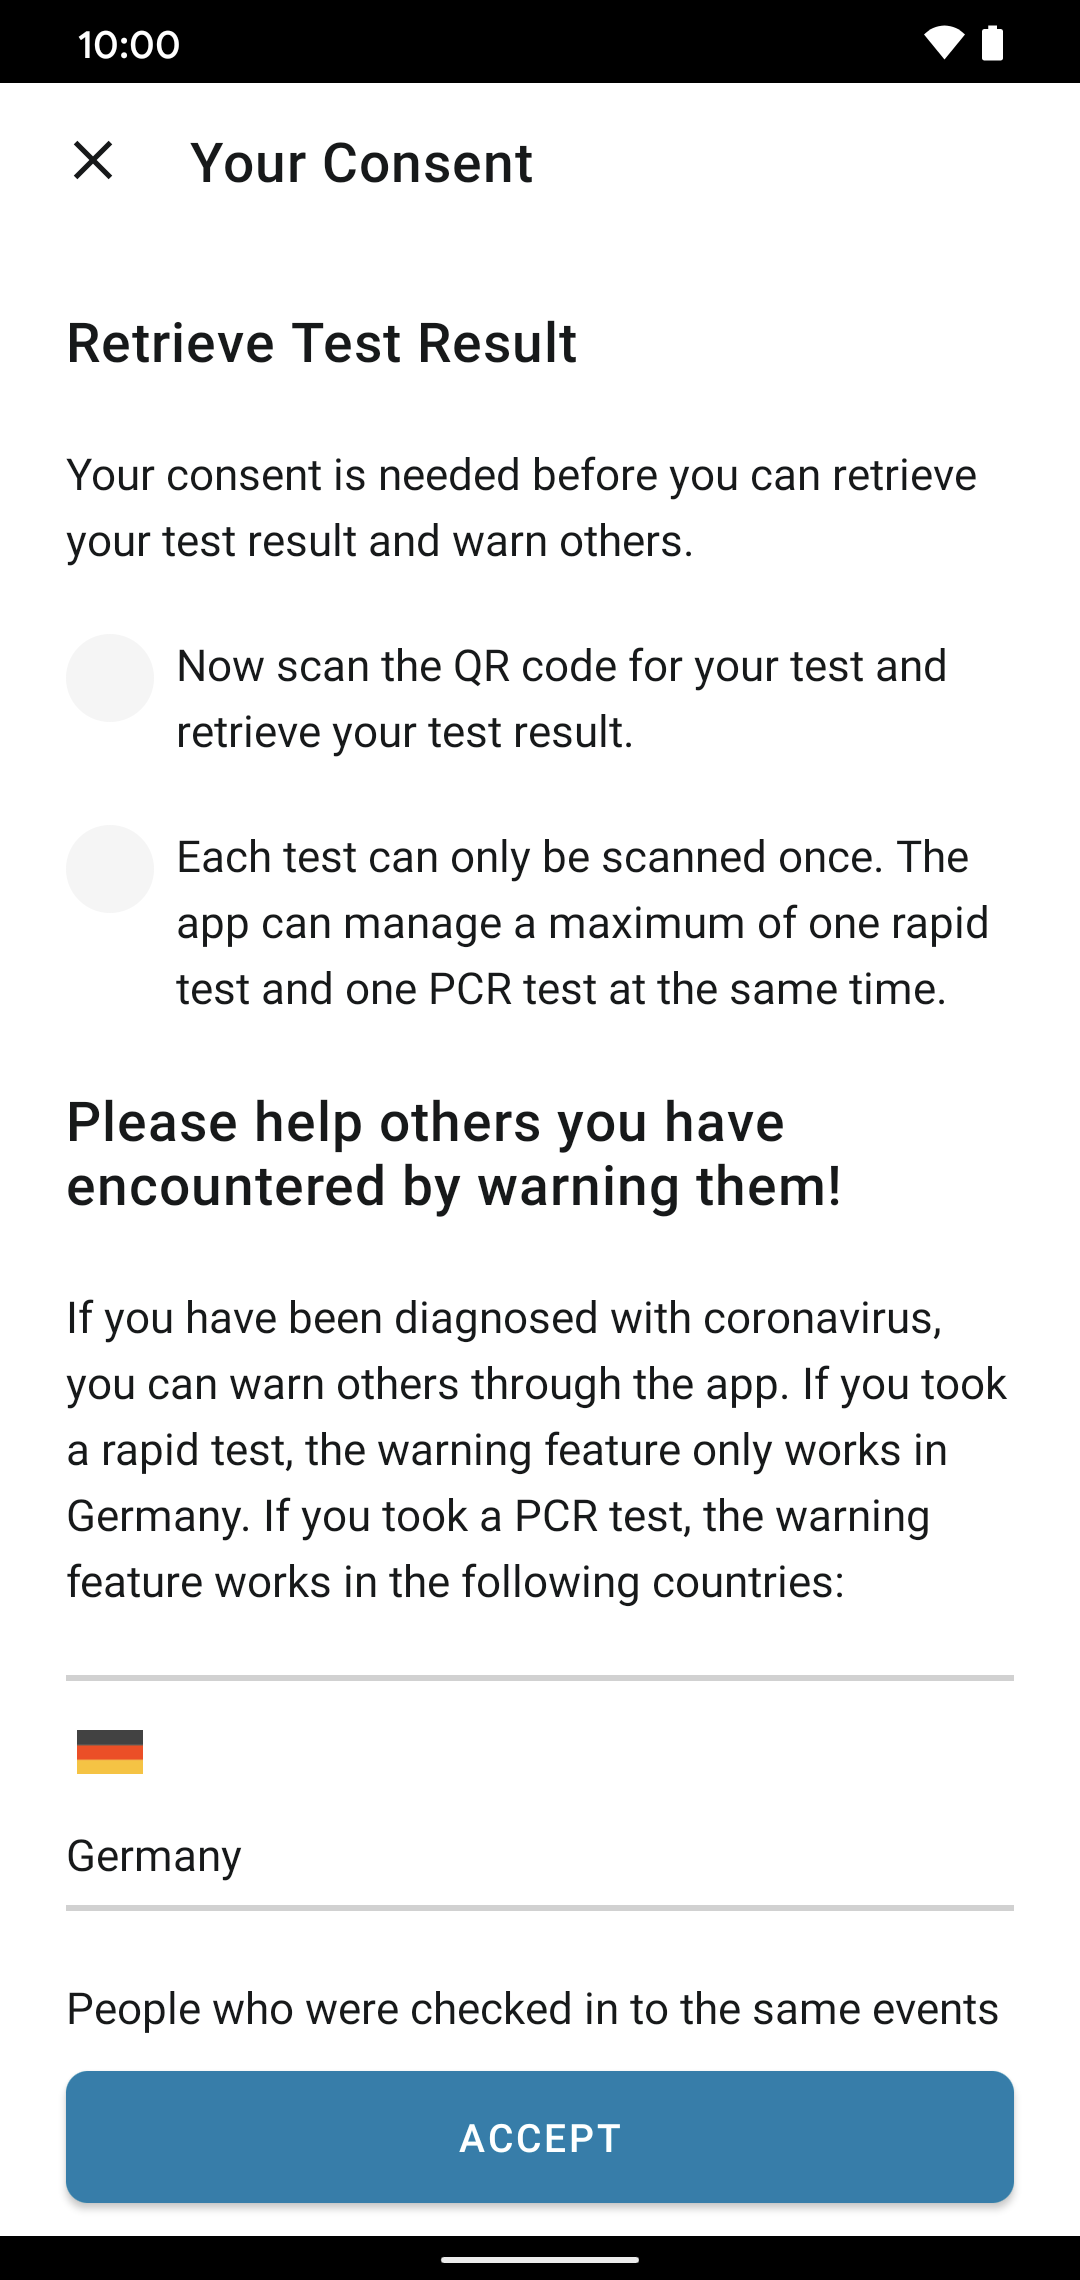 10:00
Your Consent
Retrieve Test Result
Your consent is needed before you can retrieve
your test result and warn others.
Now scan the QR code for your test and
retrieve your test result.
Each test can only be scanned once. The
app can manage a maximum of one rapid
test and one PCR test at the same time.
Please help others you have
encountered by warning them!
If you have been diagnosed with coronavirus,
you can warn others through the app. If you took
a rapid test, the warning feature only works in
Germany. If you took a PCR test, the warning
feature works in the following countries:
Germany
People who were checked in to the same events
ACCEPT